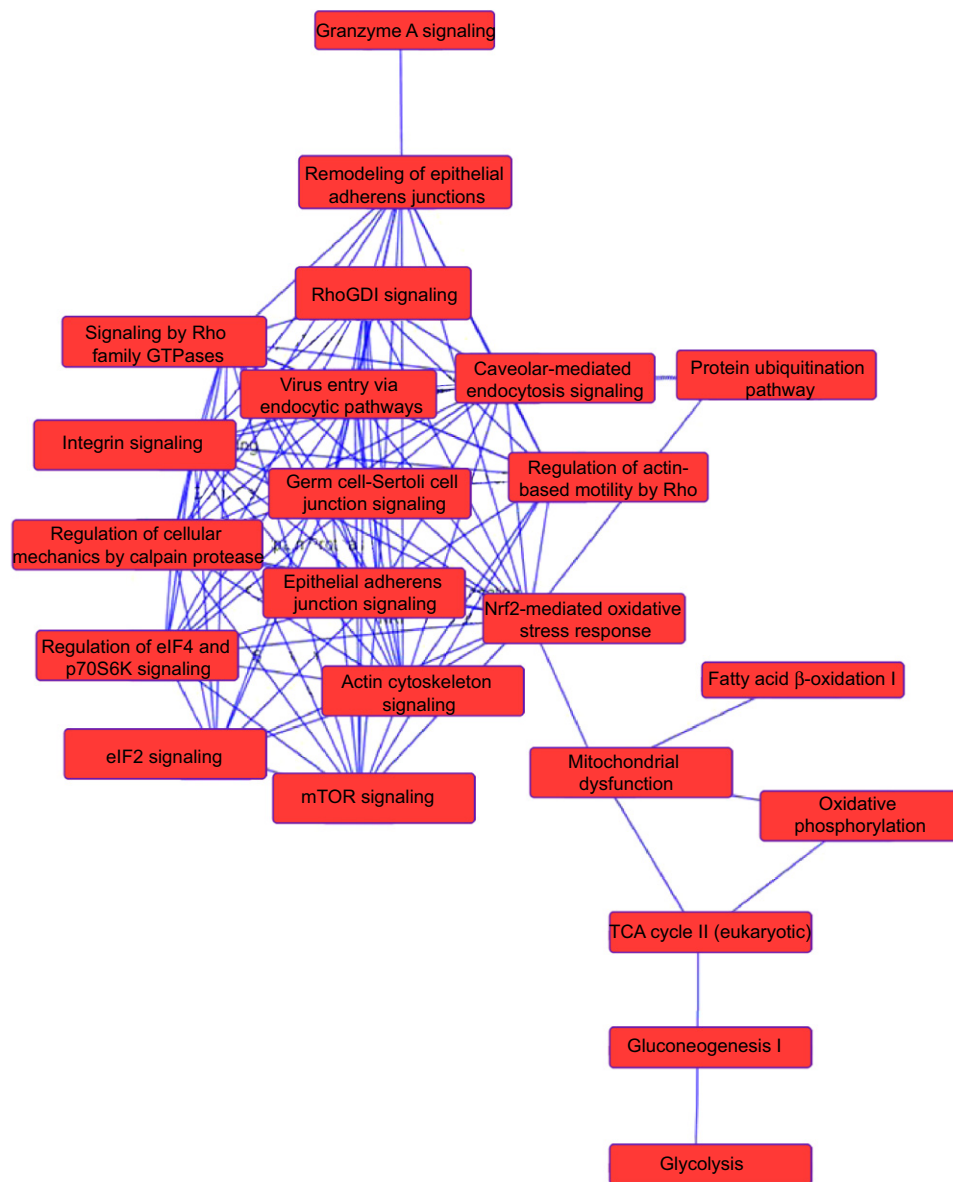 Granzyme A signaling
Remodeling of epithelial
adherens junctions
RhoGDI signaling
Signaling by Rho
family GTPases
Caveolar-mediated
endocytosis signaling
Protein ubiquitination
pathway
Virus entry via
endocytic pathways
Integrin signaling
Regulation of actin-
based motility by Rho
Germ cell-Sertoli cell
junction signaling
Regulation of cellular
mechanics by calpain protease
Epithelial adherens
junction signaling
Nrf2-mediated oxidative
stress response
Regulation of eIF4 and
p70S6K signaling
Actin cytoskeleton
signaling
Fatty acid β-oxidation I
eIF2 signaling
Mitochondrial
dysfunction
mTOR signaling
Oxidative
phosphorylation
TCA cycle II (eukaryotic)
Gluconeogenesis I
Glycolysis